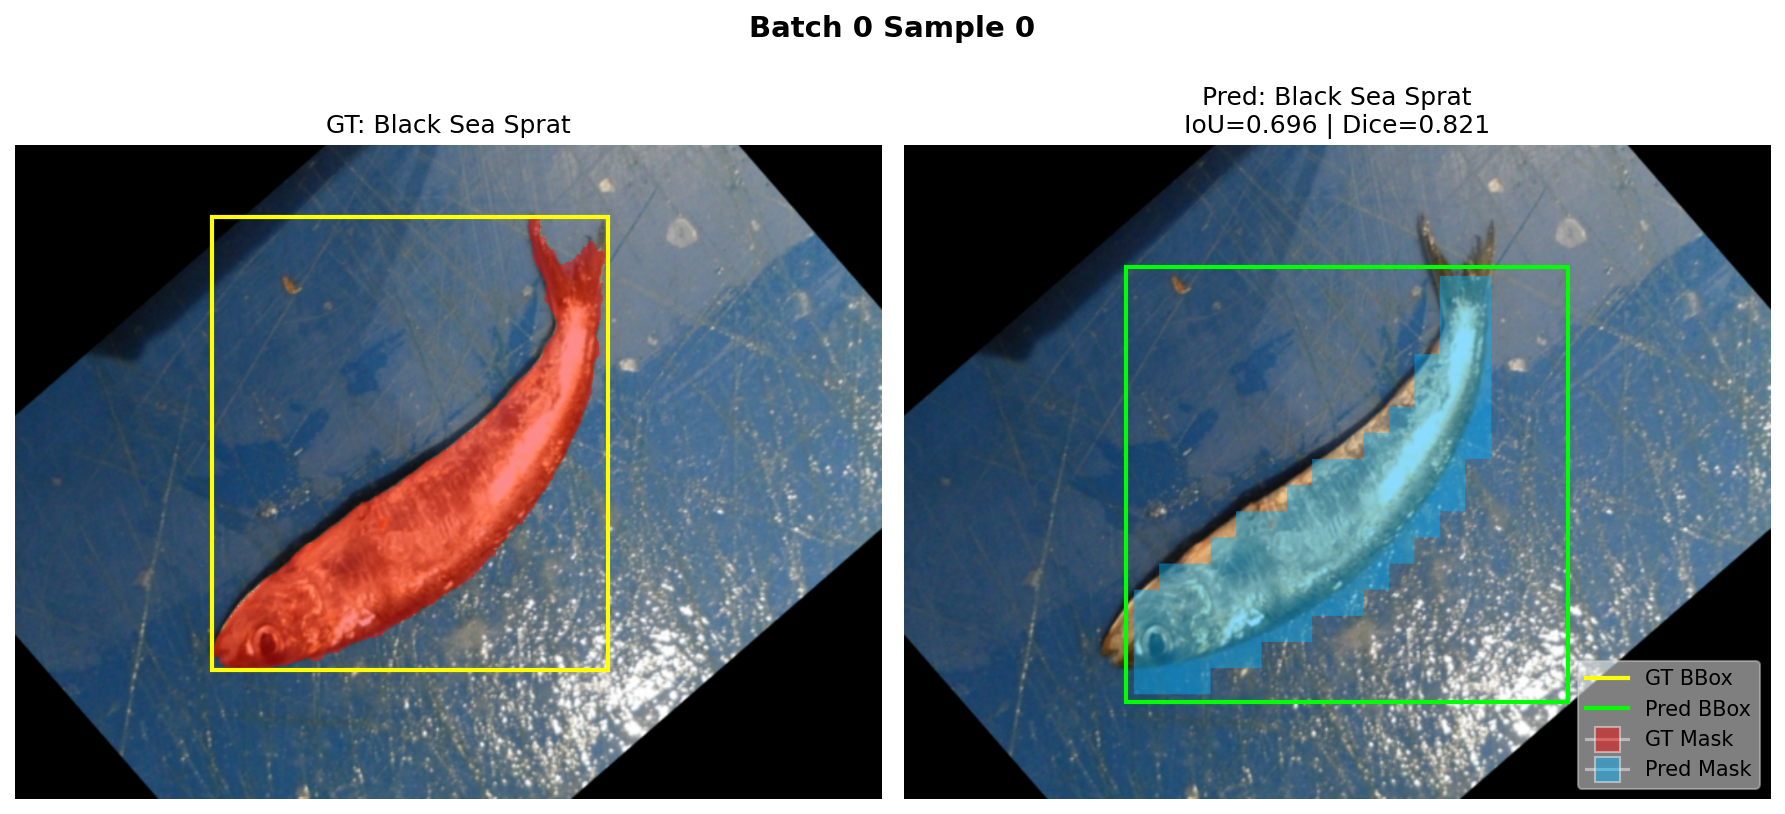 Batch 0 Sample 0
GT: Black Sea Sprat
Pred: Black Sea Sprat
IoU=0.696 | Dice=0.821
GT BBox
Pred BBox
GT Mask
Pred Mask